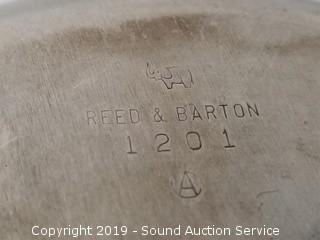 REED & BARTON
1201
A
Copyright 2019 - Sound Auction Service